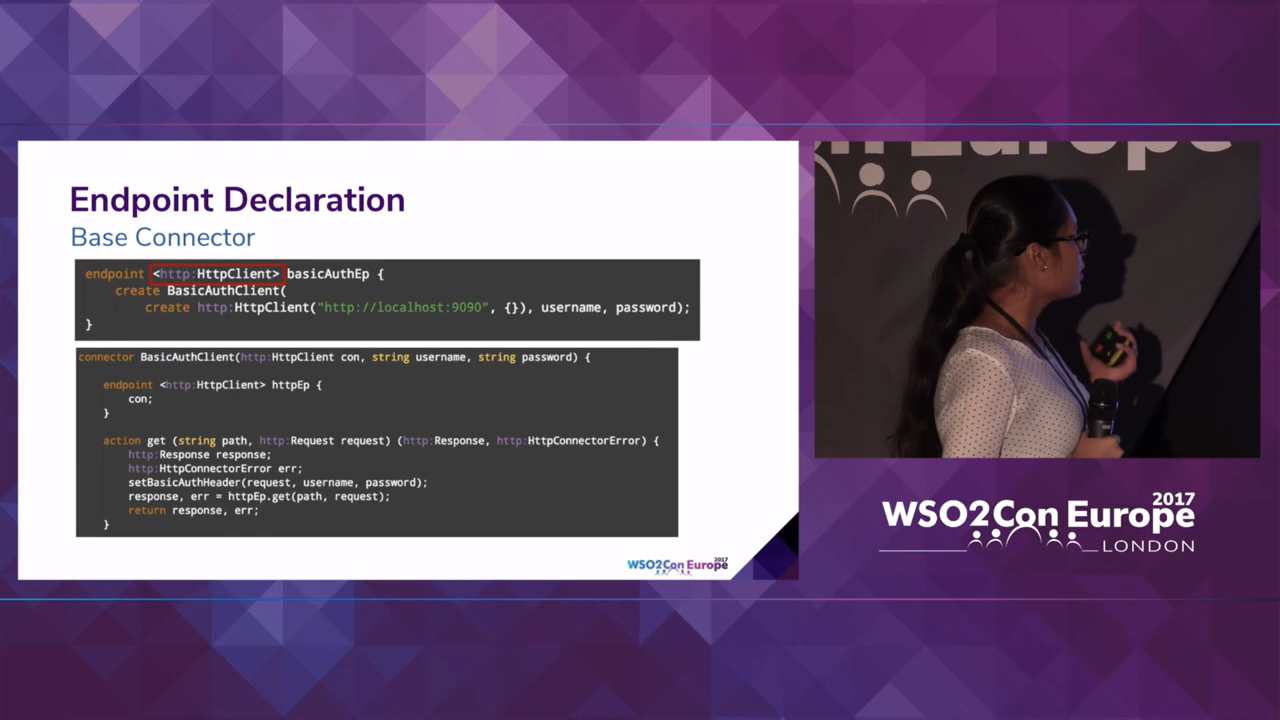 Endpoint Declaration
Base Connector
endpoint <http:HttpClient> basicAuthEp {
    create BasicAuthClient(
        create http:HttpClient("http://localhost:9090", {}), username, password);
}
connector BasicAuthClient(http:HttpClient con, string username, string password) {
    endpoint <http:HttpClient> httpEp {
        con;
    }
    action get (string path, http:Request request) (http:Response, http:HttpConnectorError) {
        http:Response response;
        http:HttpConnectorError err;
        setBasicAuthHeader(request, username, password);
        response, err = httpEp.get(path, request);
        return response, err;
    }
WSO2Con Europe 2017
Europe
WSO2Con Europe 2017
LONDON